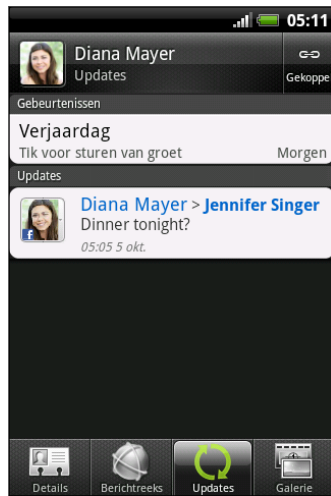 05:11
Diana Mayer
Updates
Gekoppe
Gebeurtenissen
Verjaardag
Tik voor sturen van groet Morgen
Updates
Diana Mayer > Jennifer Singer
Dinner tonight?
05:05 5 okt.
Details Berichtreeks Updates Galerie